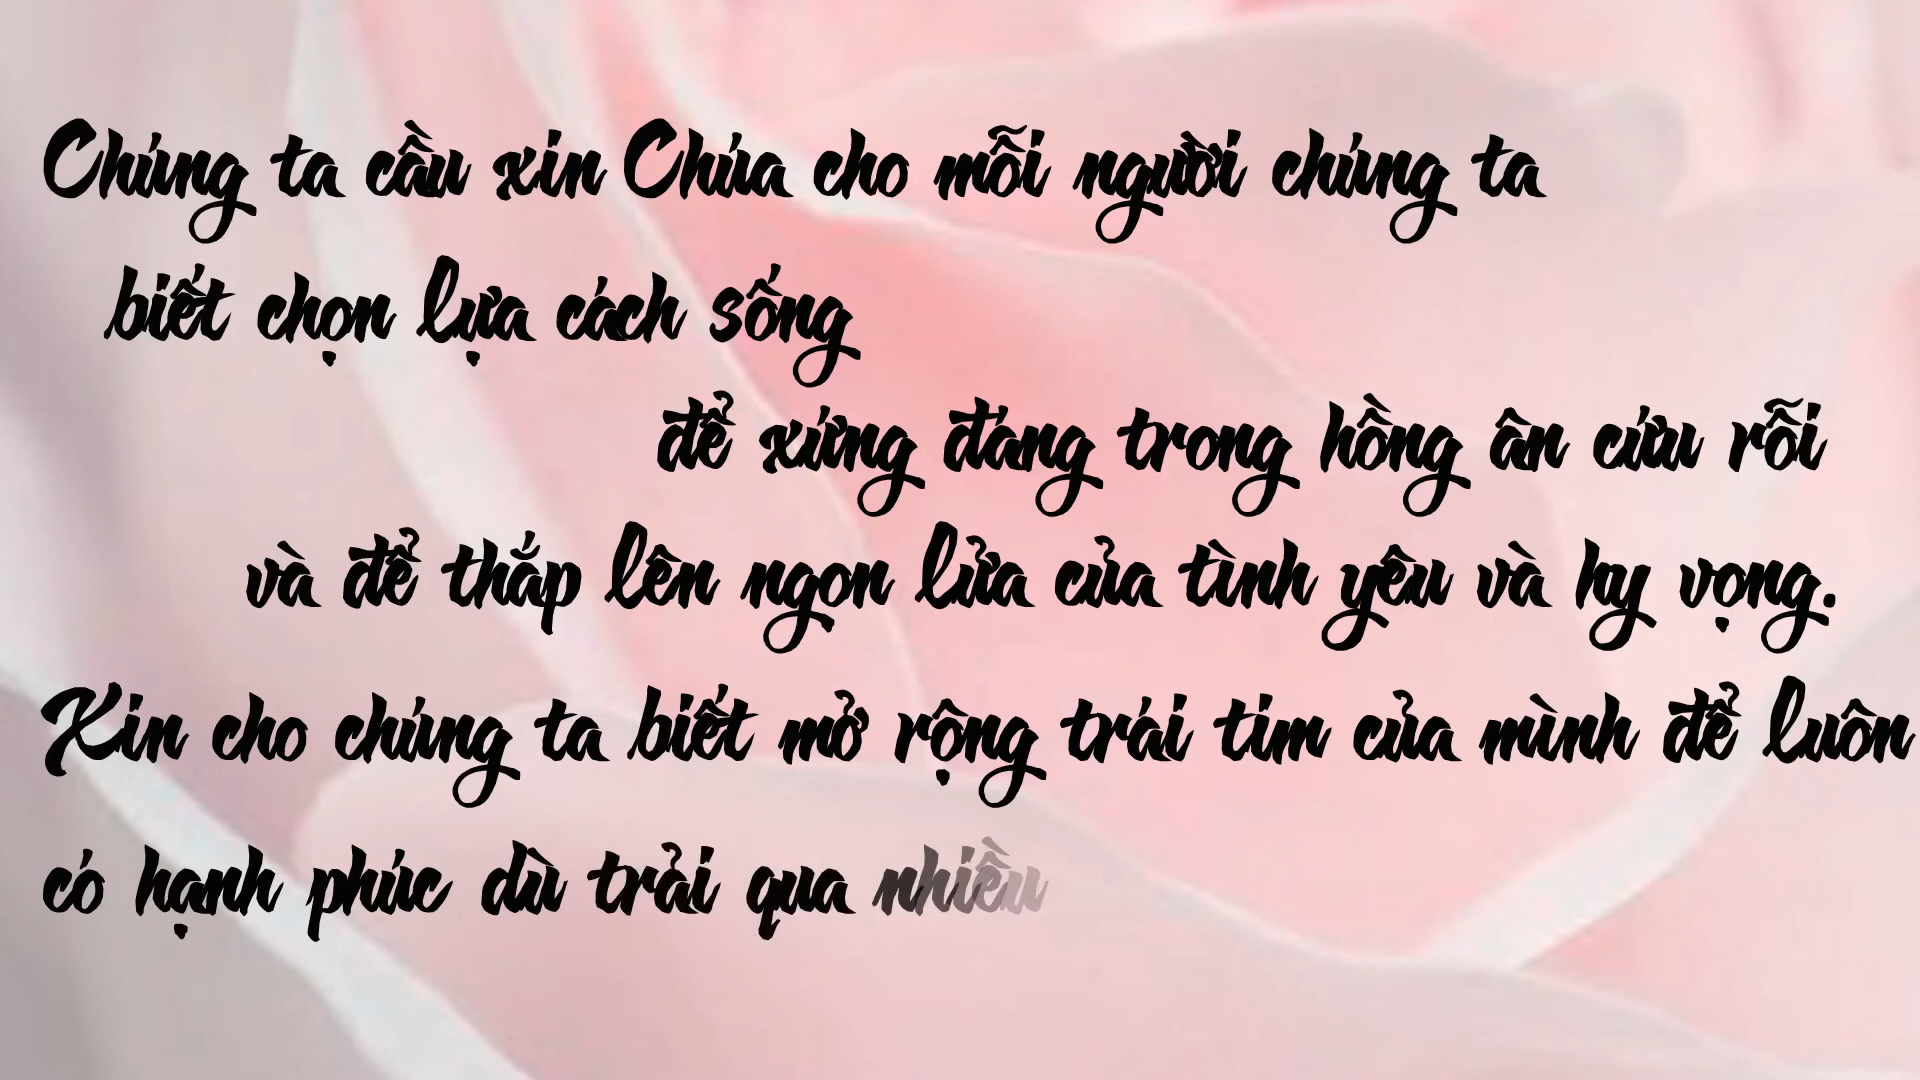 Chúng ta cầu xin Chúa cho mỗi người chúng ta
biết chọn lựa cách sống
để xứng đáng trong hồng ân cứu rỗi
và để thắp lên ngọn lửa của tình yêu và hy vọng.
Xin cho chúng ta biết mở rộng trái tim của mình để luôn
có hạnh phúc dù trải qua nhiều